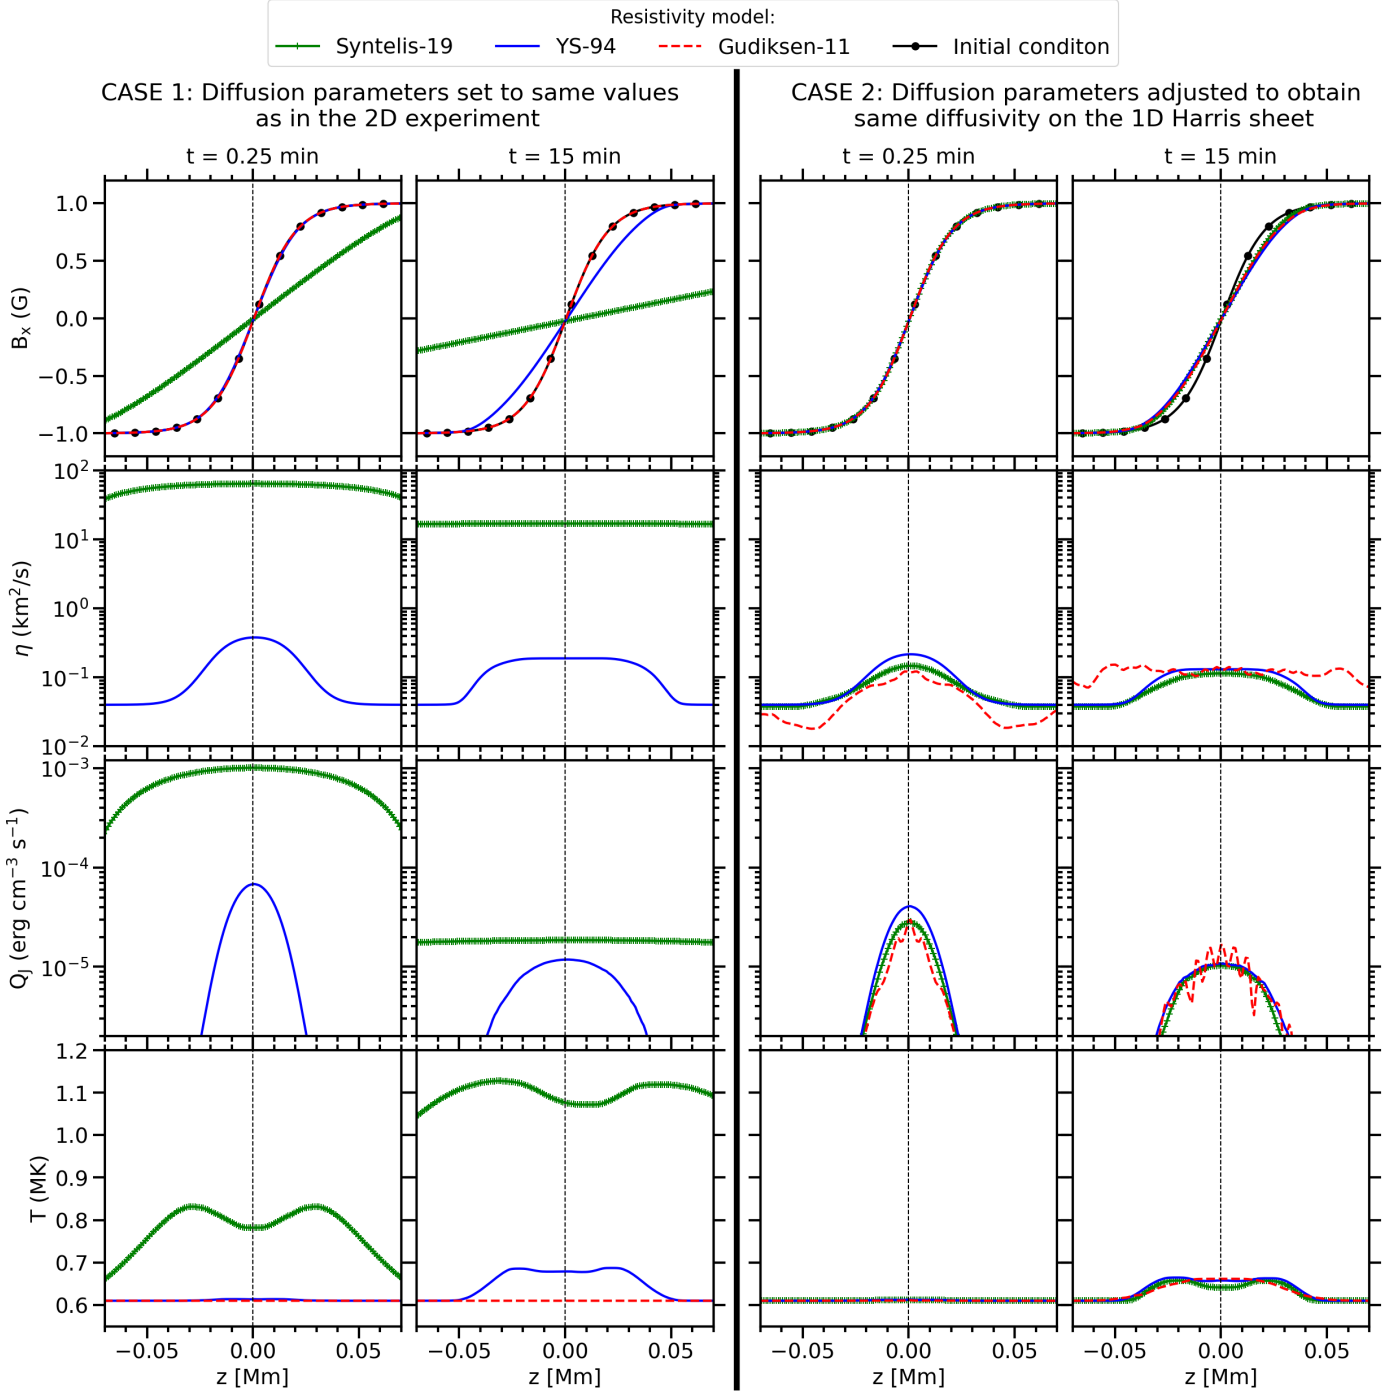 Resistivity model:
Syntelis-19 YS-94 Gudiksen-11 Initial conditon
CASE 1: Diffusion parameters set to same values
as in the 2D experiment
CASE 2: Diffusion parameters adjusted to obtain
same diffusivity on the 1D Harris sheet
t = 0.25 min t = 15 min t = 0.25 min t = 15 min
Bₓ (G)
1.0
0.5
0.0
−0.5
−1.0
η (km²/s)
10²
10¹
10⁰
10⁻¹
10⁻²
Q_J (erg cm⁻³ s⁻¹)
10⁻³
10⁻⁴
10⁻⁵
T (MK)
1.2
1.1
1.0
0.9
0.8
0.7
0.6
−0.05 0.00 0.05 −0.05 0.00 0.05 −0.05 0.00 0.05 −0.05 0.00 0.05
z [Mm] z [Mm] z [Mm] z [Mm]